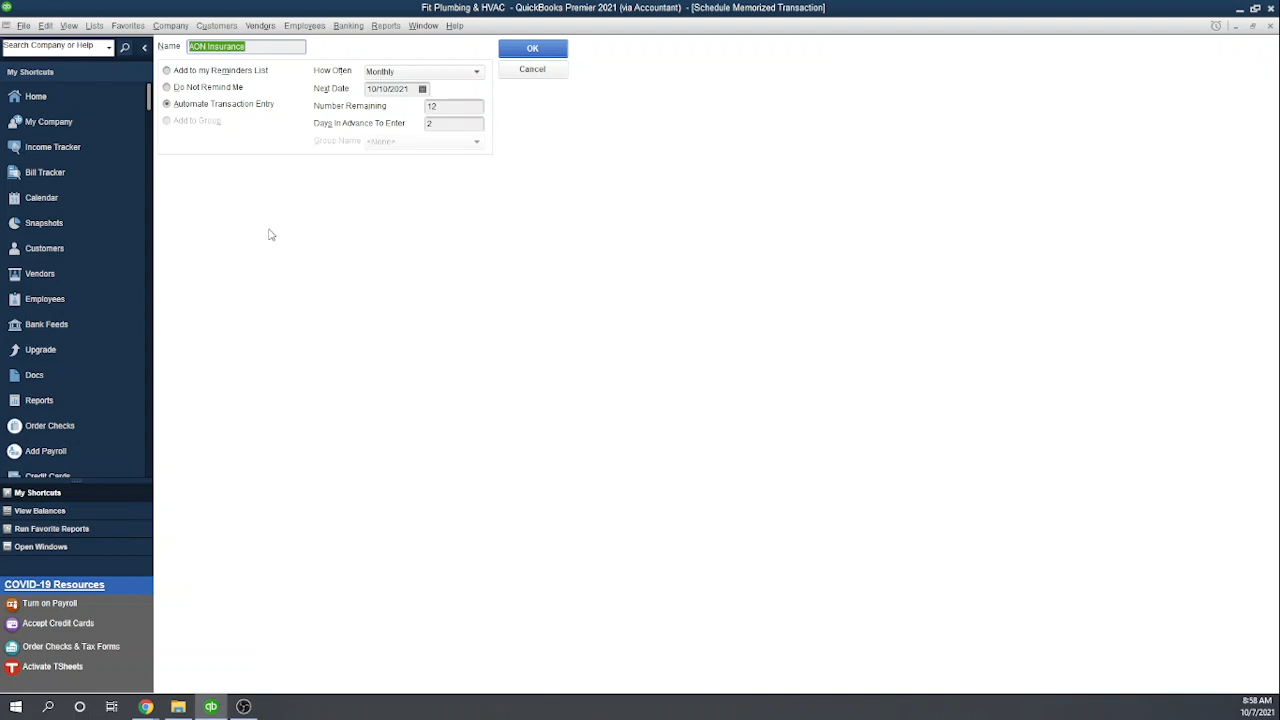 Fit Plumbing & HVAC - QuickBooks Premier 2021 (via Accountant) - [Schedule Memorized Transaction]
File Edit View Lists Favorites Company Customers Vendors Employees Banking Reports Window Help
Search Company or Help
Name AON Insurance
OK
Cancel
Add to my Reminders List
Do Not Remind Me
Automate Transaction Entry
Add to Group
How Often Monthly
Next Date 10/10/2021
Number Remaining 12
Days In Advance To Enter 2
Group Name <None>
My Shortcuts
Home
My Company
Income Tracker
Bill Tracker
Calendar
Snapshots
Customers
Vendors
Employees
Bank Feeds
Upgrade
Docs
Reports
Order Checks
Add Payroll
Credit Cards
My Shortcuts
View Balances
Run Favorite Reports
Open Windows
COVID-19 Resources
Turn on Payroll
Accept Credit Cards
Order Checks & Tax Forms
Activate TSheets
qb
8:58 AM
10/7/2021